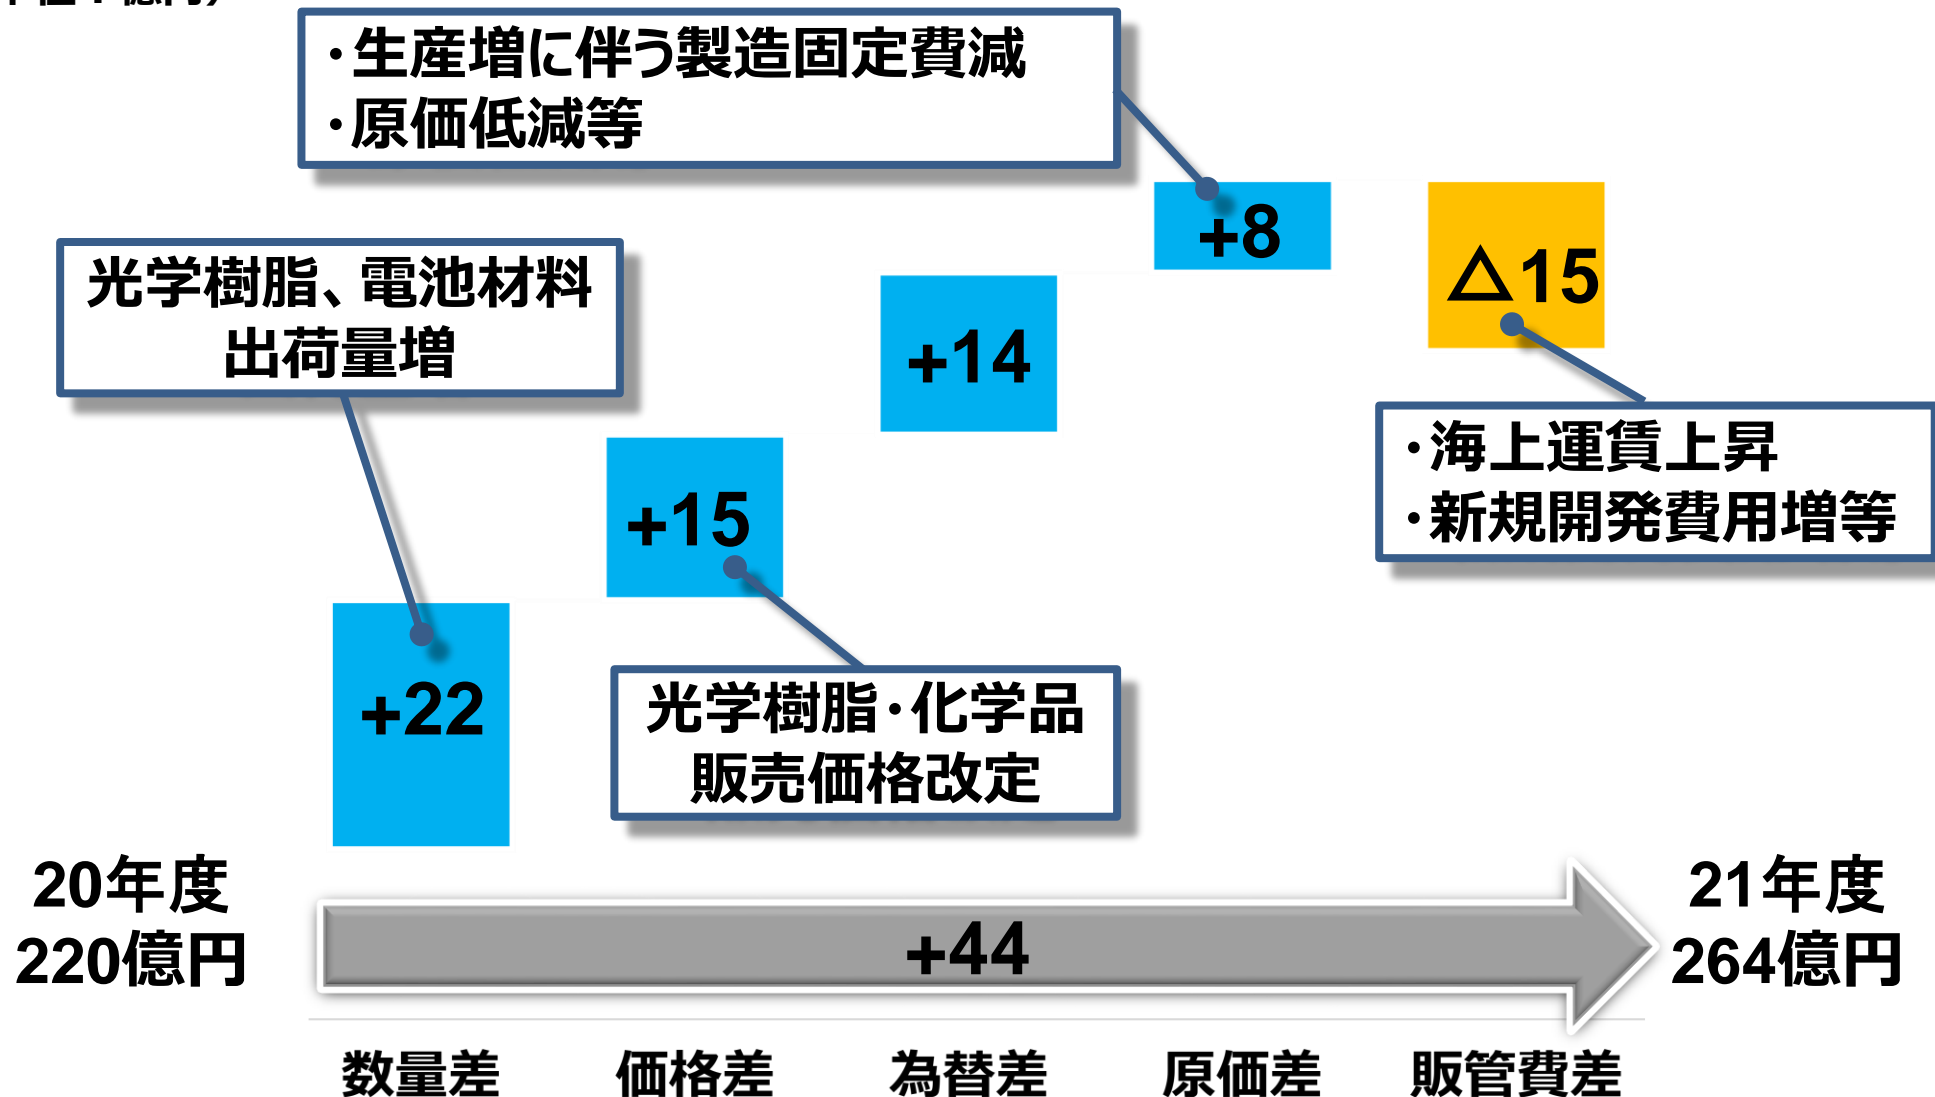 ・生産増に伴う製造固定費減
・原価低減等
+8
△15
光学樹脂、電池材料
出荷量増
+14
・海上運賃上昇
・新規開発費用増等
+15
+22
光学樹脂・化学品
販売価格改定
20年度
220億円
+44
21年度
264億円
数量差
価格差
為替差
原価差
販管費差